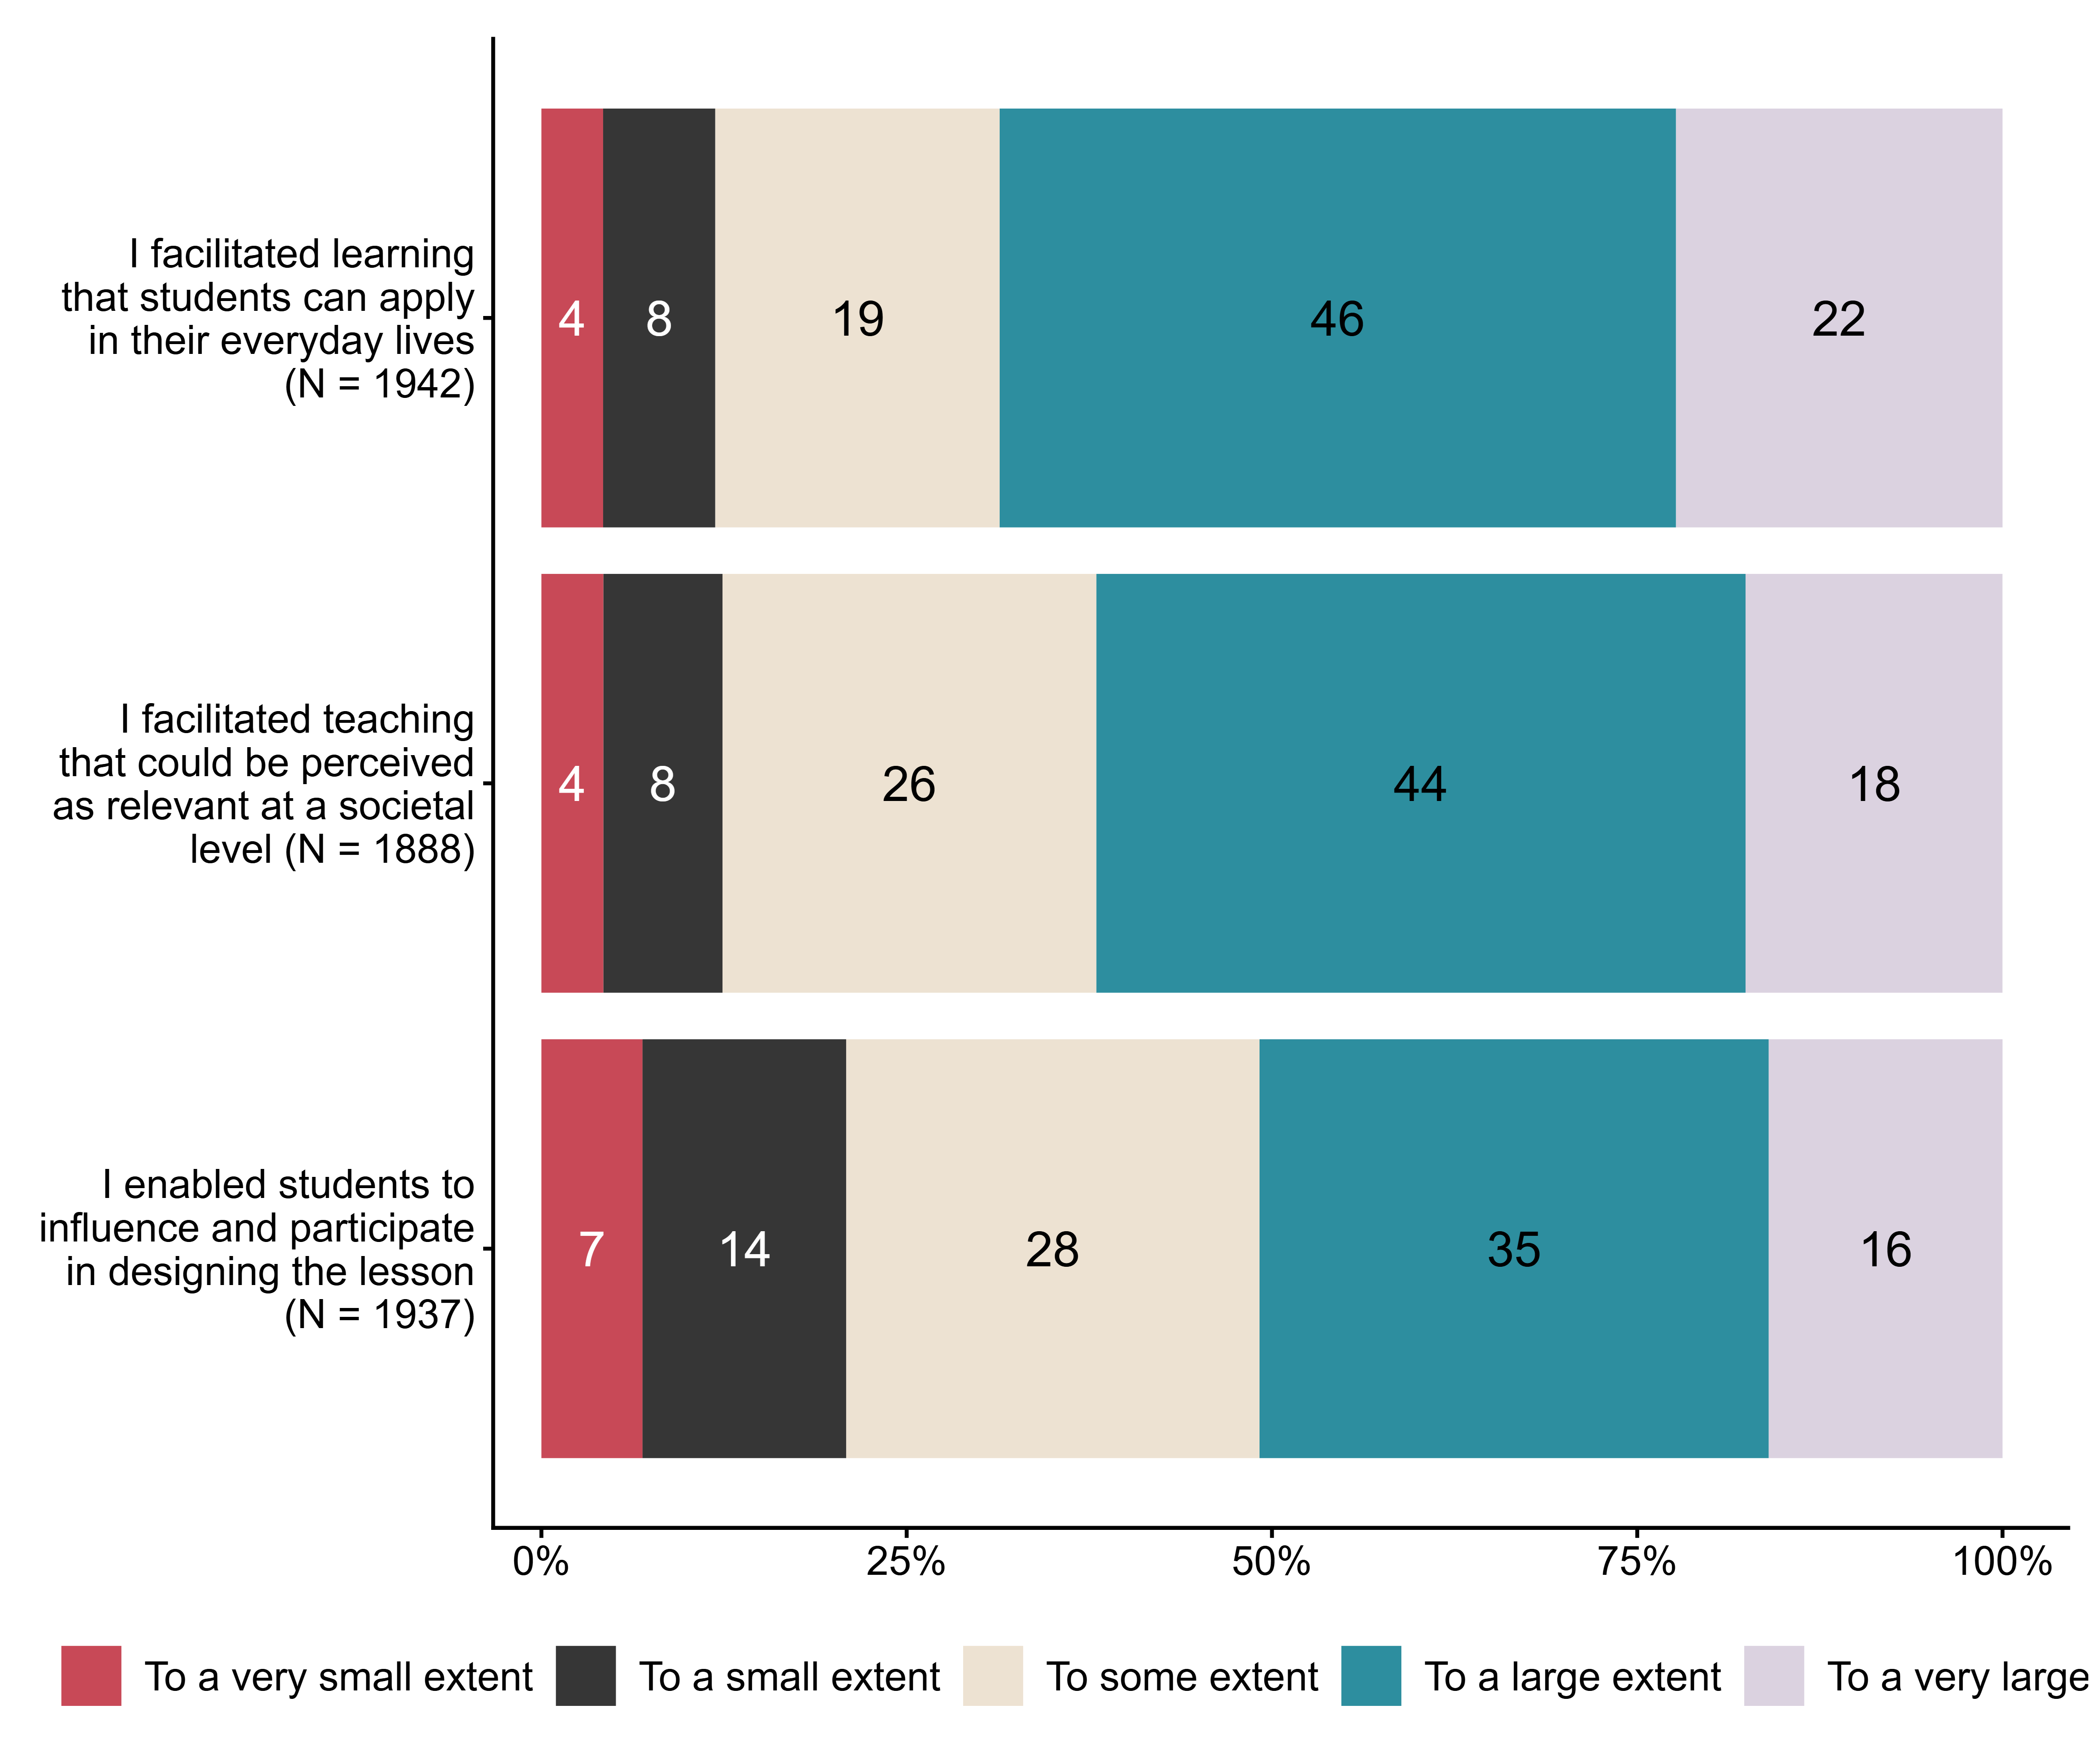 I facilitated learning
that students can apply
in their everyday lives
(N = 1942)
4 8 19 46 22
I facilitated teaching
that could be perceived
as relevant at a societal
level (N = 1888)
4 8 26 44 18
I enabled students to
influence and participate
in designing the lesson
(N = 1937)
7 14 28 35 16
0% 25% 50% 75% 100%
To a very small extent To a small extent To some extent To a large extent To a very large